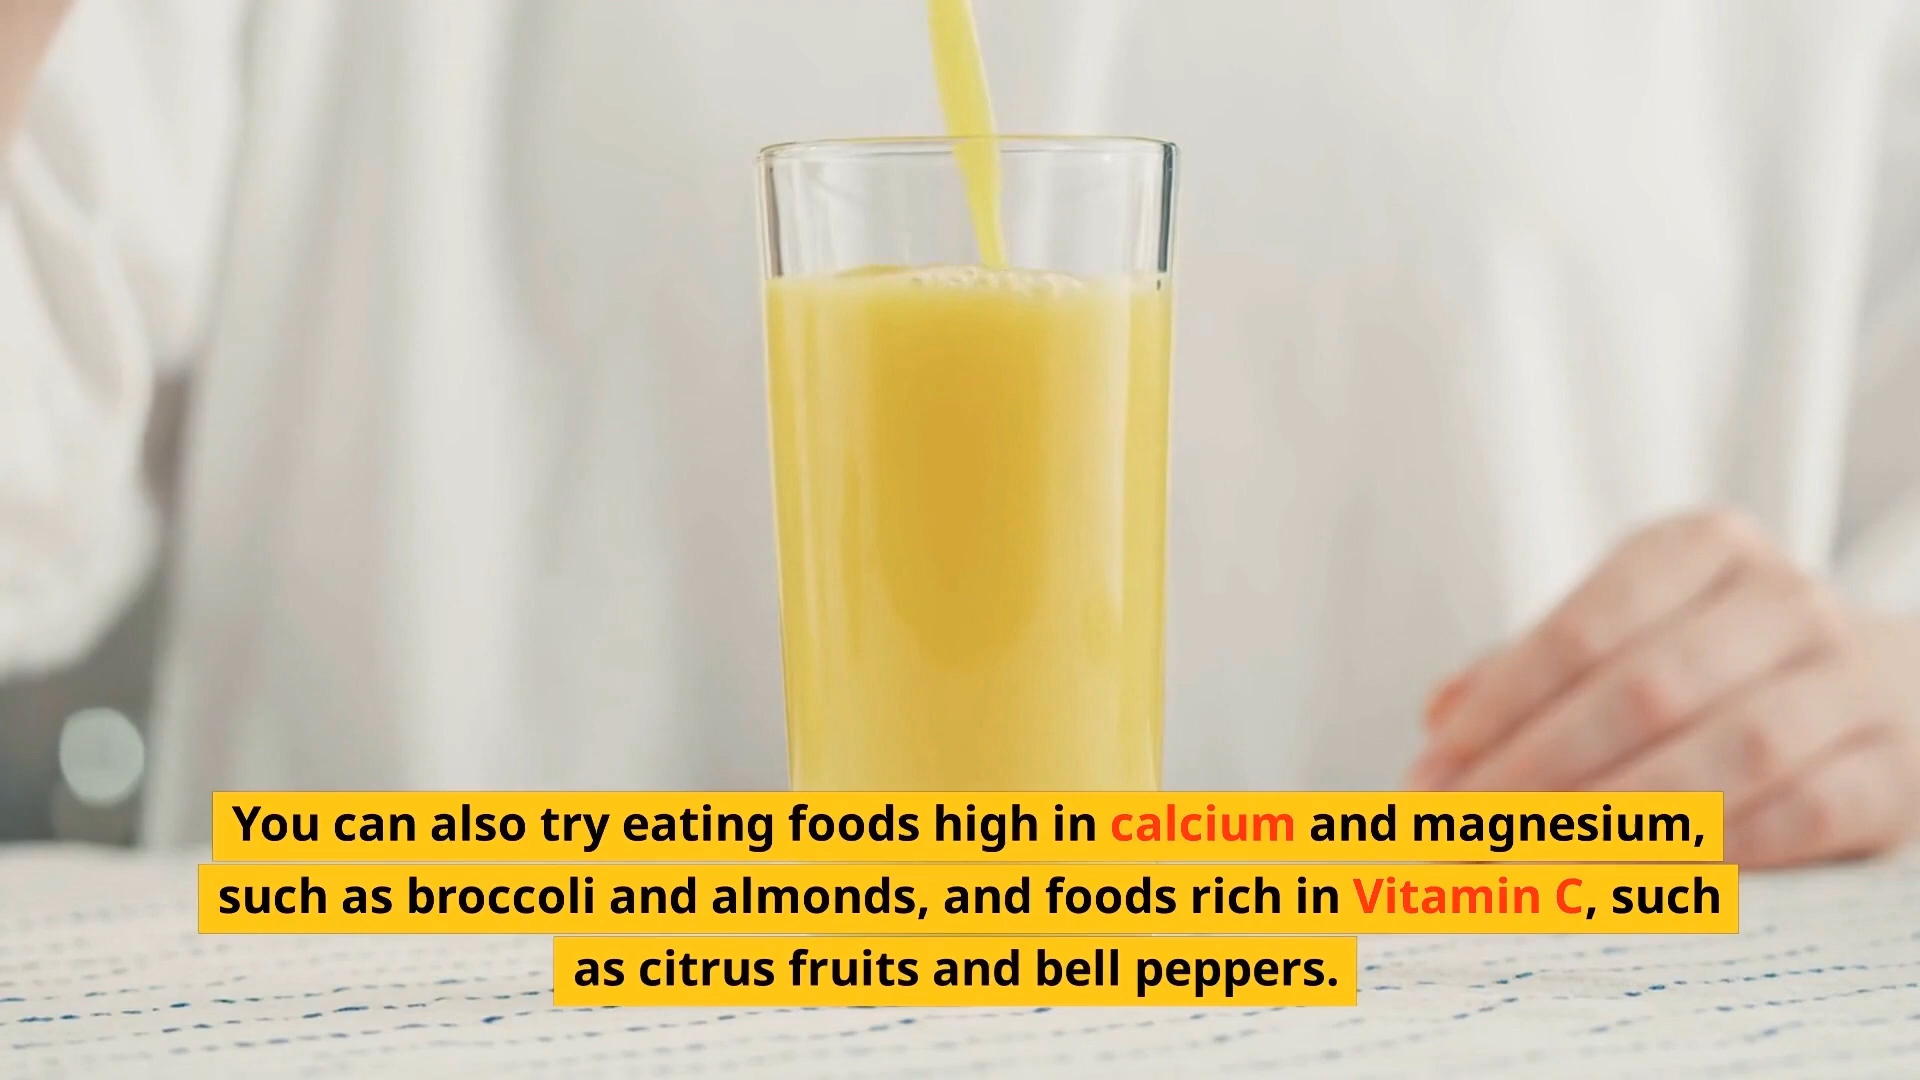 You can also try eating foods high in calcium and magnesium,
such as broccoli and almonds, and foods rich in Vitamin C, such
as citrus fruits and bell peppers.